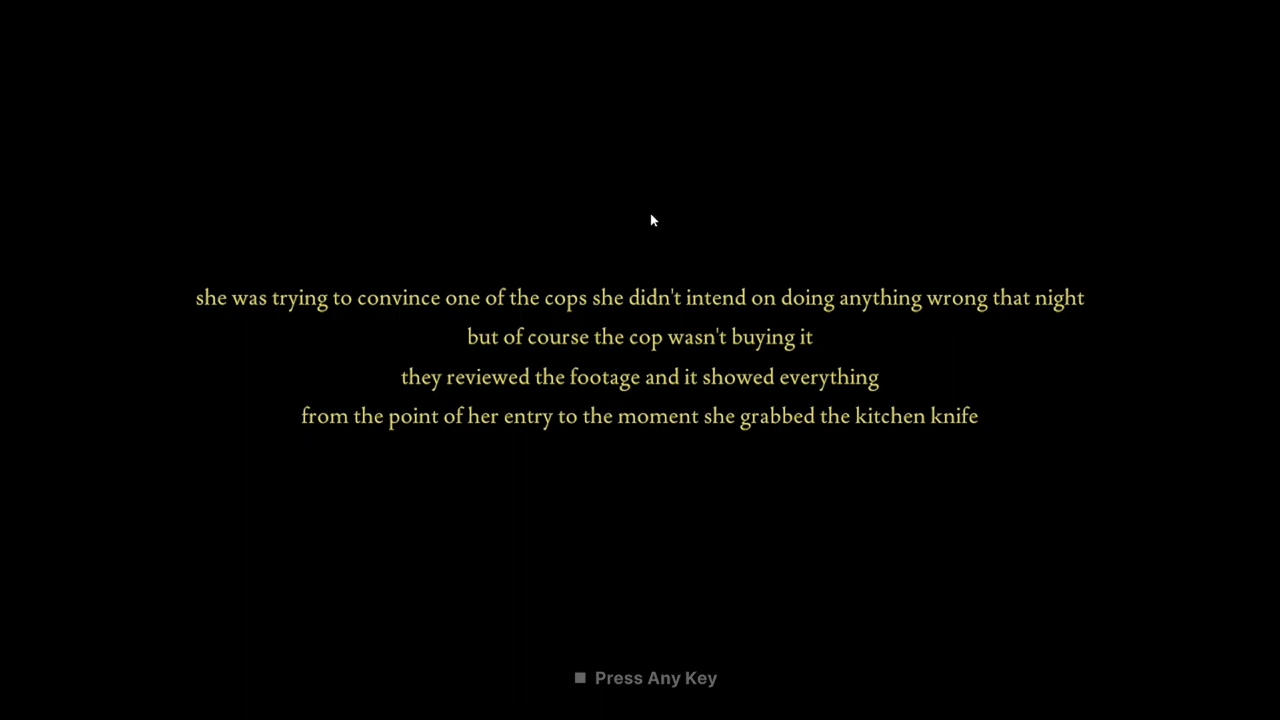 she was trying to convince one of the cops she didn't intend on doing anything wrong that night
but of course the cop wasn't buying it
they reviewed the footage and it showed everything
from the point of her entry to the moment she grabbed the kitchen knife
Press Any Key